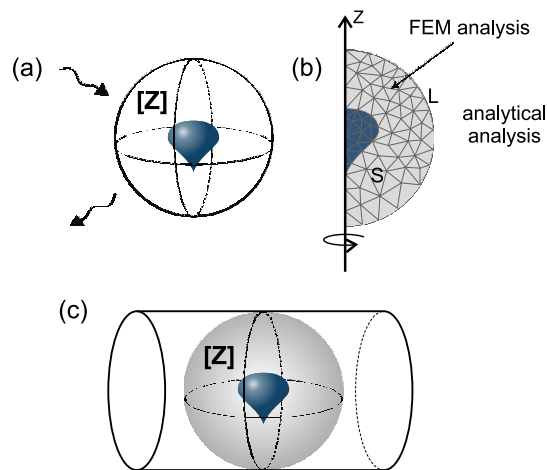 (a)
[Z]
(b)
Z
FEM analysis
L
analytical
analysis
S
(c)
[Z]